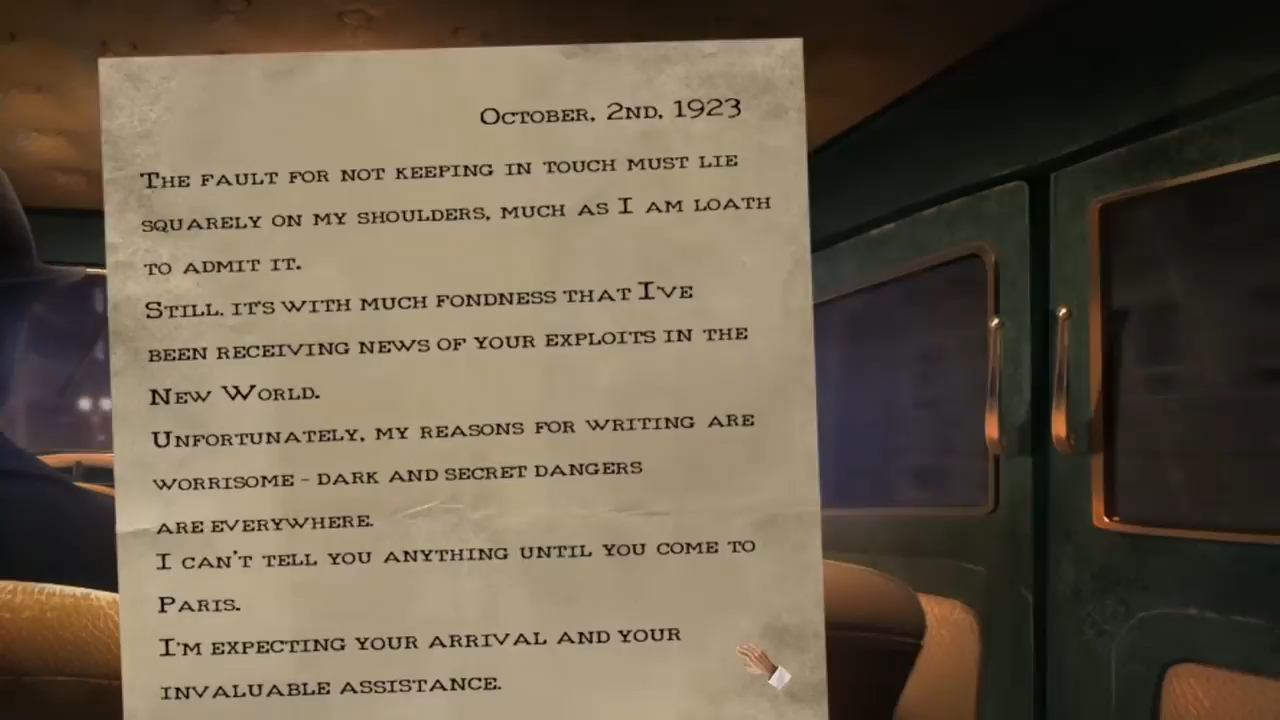 October, 2nd, 1923
The fault for not keeping in touch must lie
squarely on my shoulders, much as I am loath
to admit it.
Still, it's with much fondness that I've
been receiving news of your exploits in the
New World.
Unfortunately, my reasons for writing are
worrisome - dark and secret dangers
are everywhere.
I can't tell you anything until you come to
Paris.
I'm expecting your arrival and your
invaluable assistance.